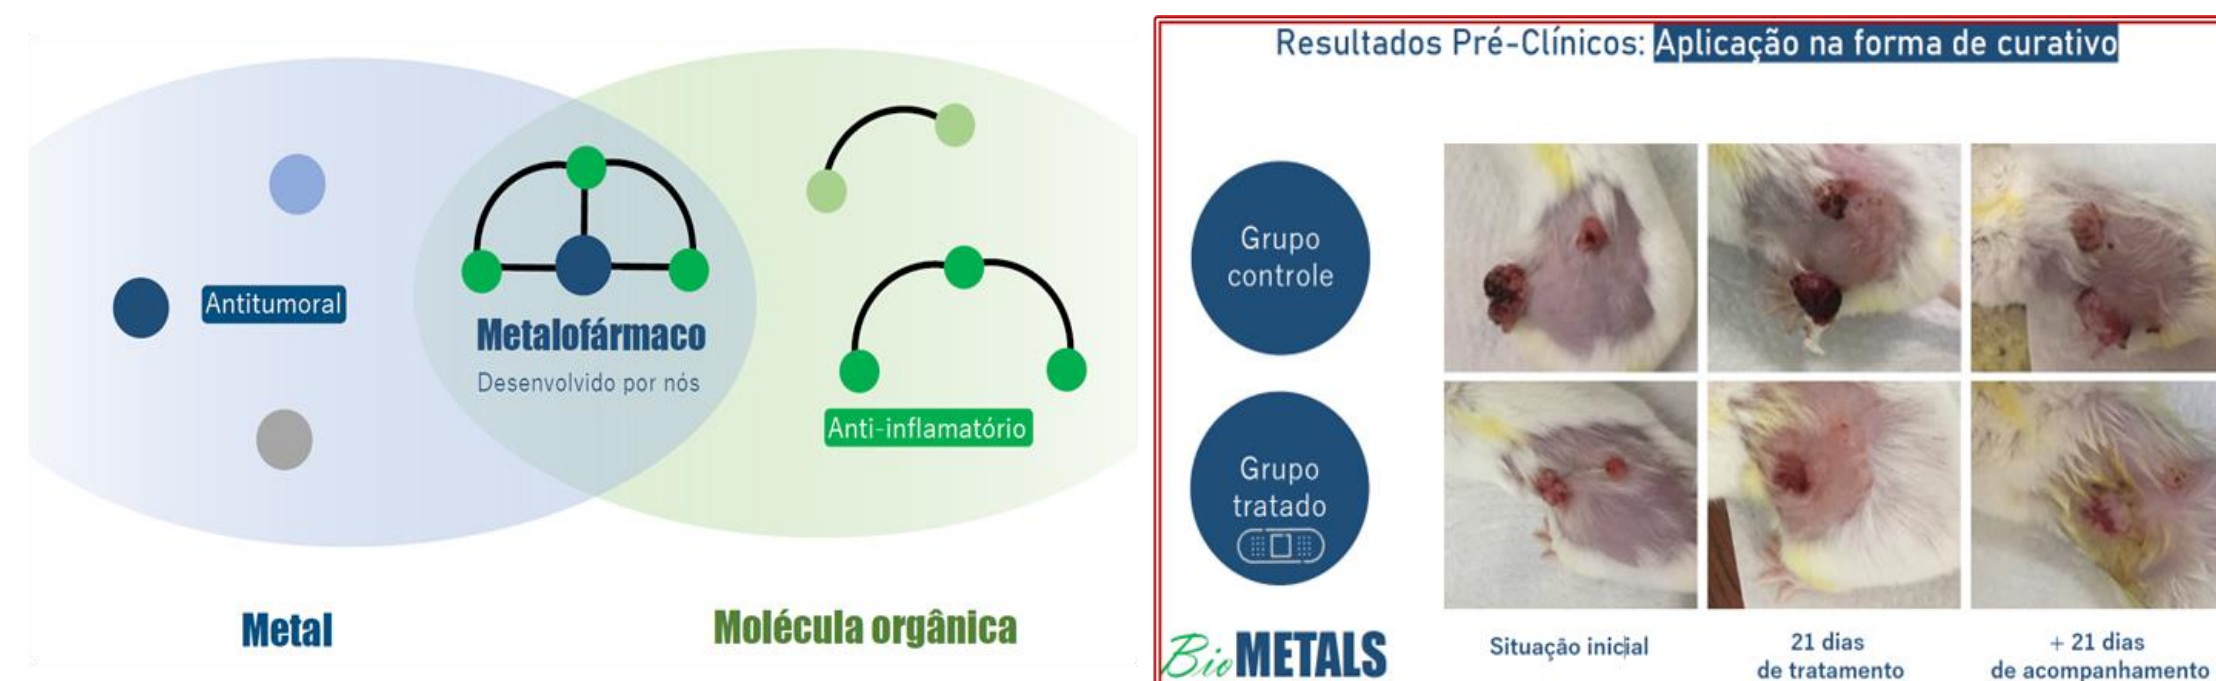 Antitumoral
Metalofármaco
Desenvolvido por nós
Anti-inflamatório
Metal
Molécula orgânica
Resultados Pré-Clínicos: Aplicação na forma de curativo
Grupo
controle
Grupo
tratado
BioMETALS
Situação inicial
21 dias
de tratamento
+ 21 dias
de acompanhamento